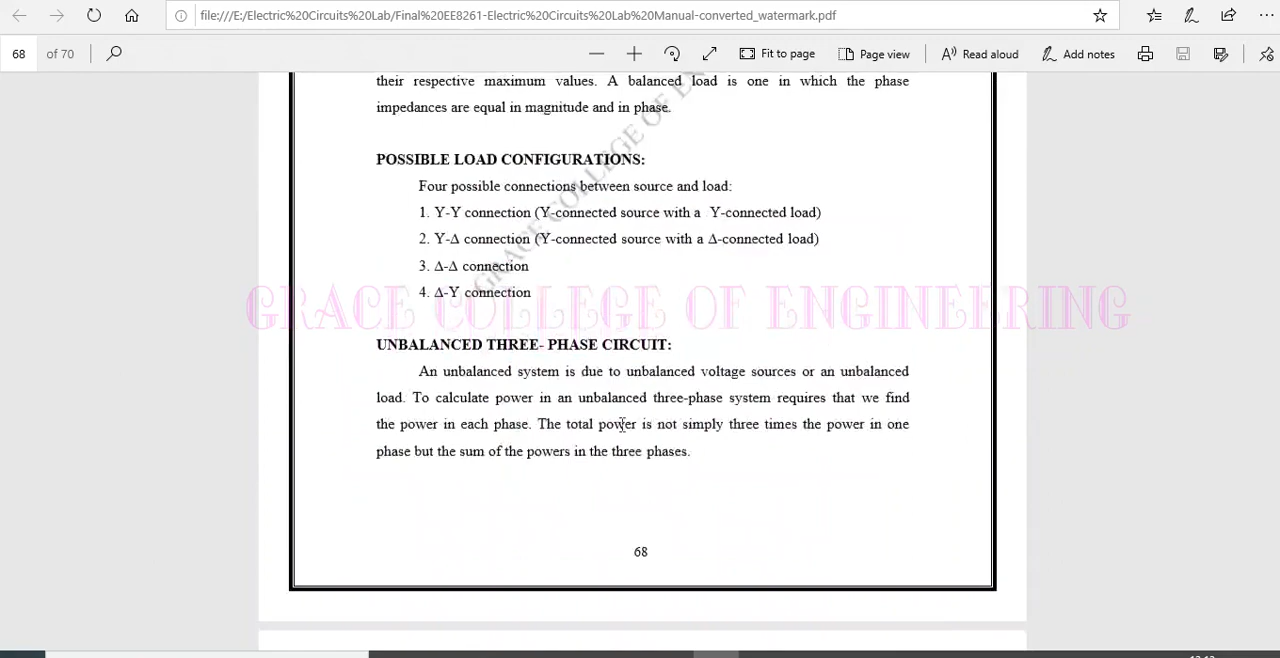 file:///E:/Electric%20Circuits%20Lab/Final%20EE8261-Electric%20Circuits%20Lab%20Manual-converted_watermark.pdf
68 of 70
Fit to page
Page view
Read aloud
Add notes
their respective maximum values. A balanced load is one in which the phase
impedances are equal in magnitude and in phase.
POSSIBLE LOAD CONFIGURATIONS:
Four possible connections between source and load:
1. Y-Y connection (Y-connected source with a Y-connected load)
2. Y-Δ connection (Y-connected source with a Δ-connected load)
3. Δ-Δ connection
4. Δ-Y connection
GRACE COLLEGE OF EN
GRACE COLLEGE OF ENGINEERING
UNBALANCED THREE- PHASE CIRCUIT:
An unbalanced system is due to unbalanced voltage sources or an unbalanced
load. To calculate power in an unbalanced three-phase system requires that we find
the power in each phase. The total power is not simply three times the power in one
phase but the sum of the powers in the three phases.
68